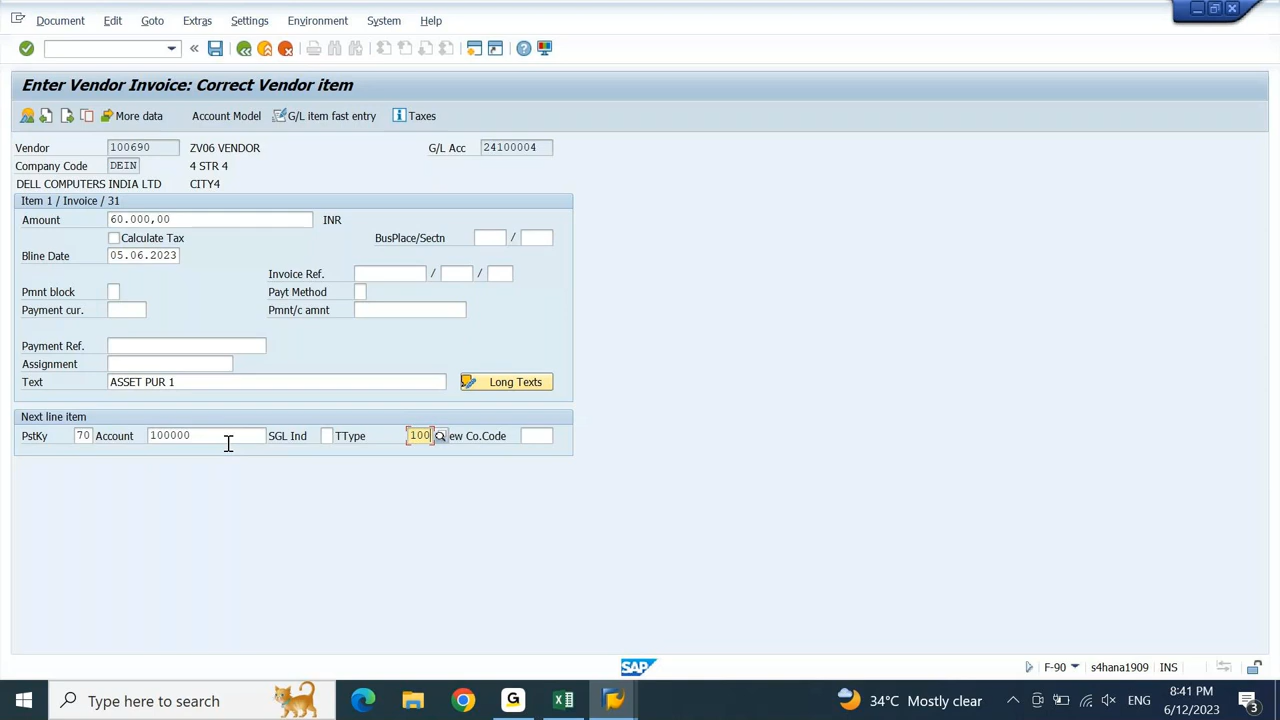 Document Edit Goto Extras Settings Environment System Help
Enter Vendor Invoice: Correct Vendor item
More data Account Model G/L item fast entry Taxes
Vendor 100690 ZV06 VENDOR G/L Acc 24100004
Company Code DEIN 4 STR 4
DELL COMPUTERS INDIA LTD CITY4
Item 1 / Invoice / 31
Amount 60.000,00 INR
Calculate Tax BusPlace/Sectn /
Bline Date 05.06.2023
Invoice Ref. / /
Pmnt block Payt Method
Payment cur. Pmnt/c amnt
Payment Ref.
Assignment
Text ASSET PUR 1 Long Texts
Next line item
PstKy 70 Account 100000 SGL Ind TType 100 ew Co.Code
SAP F-90 s4hana1909 INS
Type here to search 34°C Mostly clear ENG 8:41 PM
6/12/2023 3